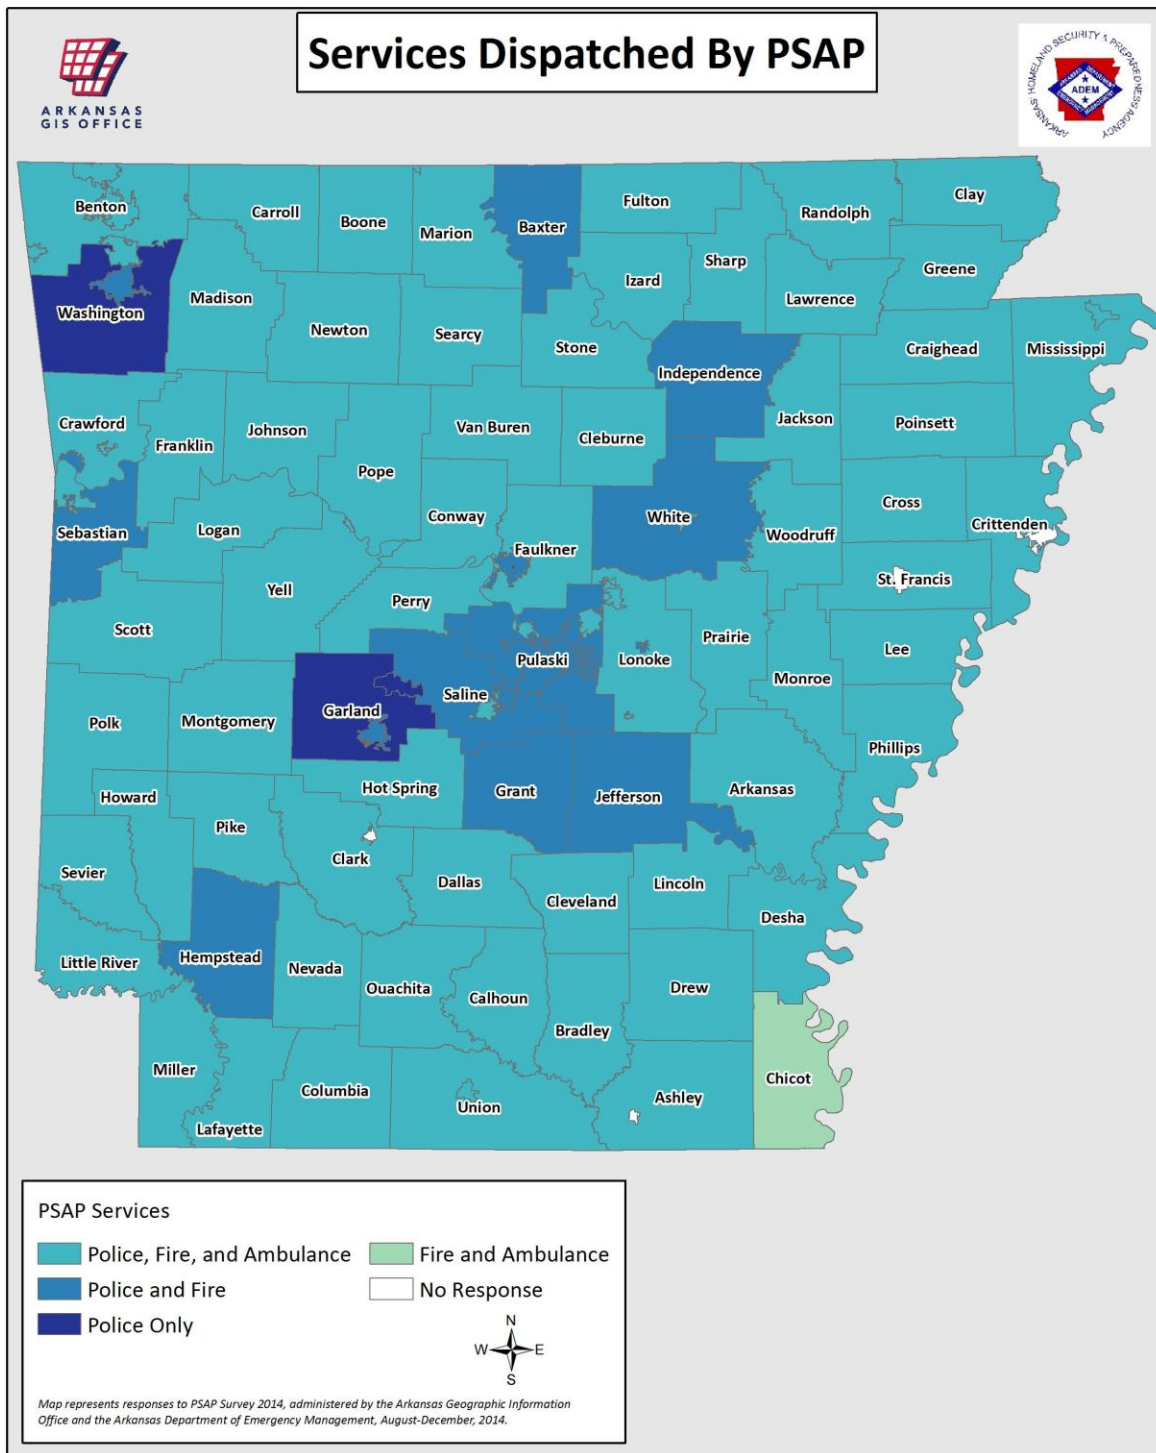 Services Dispatched By PSAP
ARKANSAS
GIS OFFICE
ARKANSAS HOMELAND SECURITY & PREPAREDNESS AGENCY
ADEM
Benton
Carroll
Boone
Marion
Baxter
Fulton
Randolph
Clay
Washington
Madison
Newton
Searcy
Stone
Izard
Sharp
Lawrence
Greene
Independence
Craighead
Mississippi
Crawford
Franklin
Johnson
Pope
Van Buren
Cleburne
Jackson
Poinsett
Sebastian
Logan
Conway
Faulkner
White
Woodruff
Cross
Crittenden
St. Francis
Yell
Perry
Scott
Pulaski
Lonoke
Prairie
Monroe
Lee
Saline
Garland
Polk
Montgomery
Phillips
Hot Spring
Grant
Jefferson
Arkansas
Howard
Pike
Clark
Sevier
Dallas
Cleveland
Lincoln
Desha
Little River
Hempstead
Nevada
Ouachita
Calhoun
Bradley
Drew
Miller
Lafayette
Columbia
Union
Ashley
Chicot
PSAP Services
Police, Fire, and Ambulance
Fire and Ambulance
Police and Fire
No Response
Police Only
N
W E
S
Map represents responses to PSAP Survey 2014, administered by the Arkansas Geographic Information
Office and the Arkansas Department of Emergency Management, August-December, 2014.